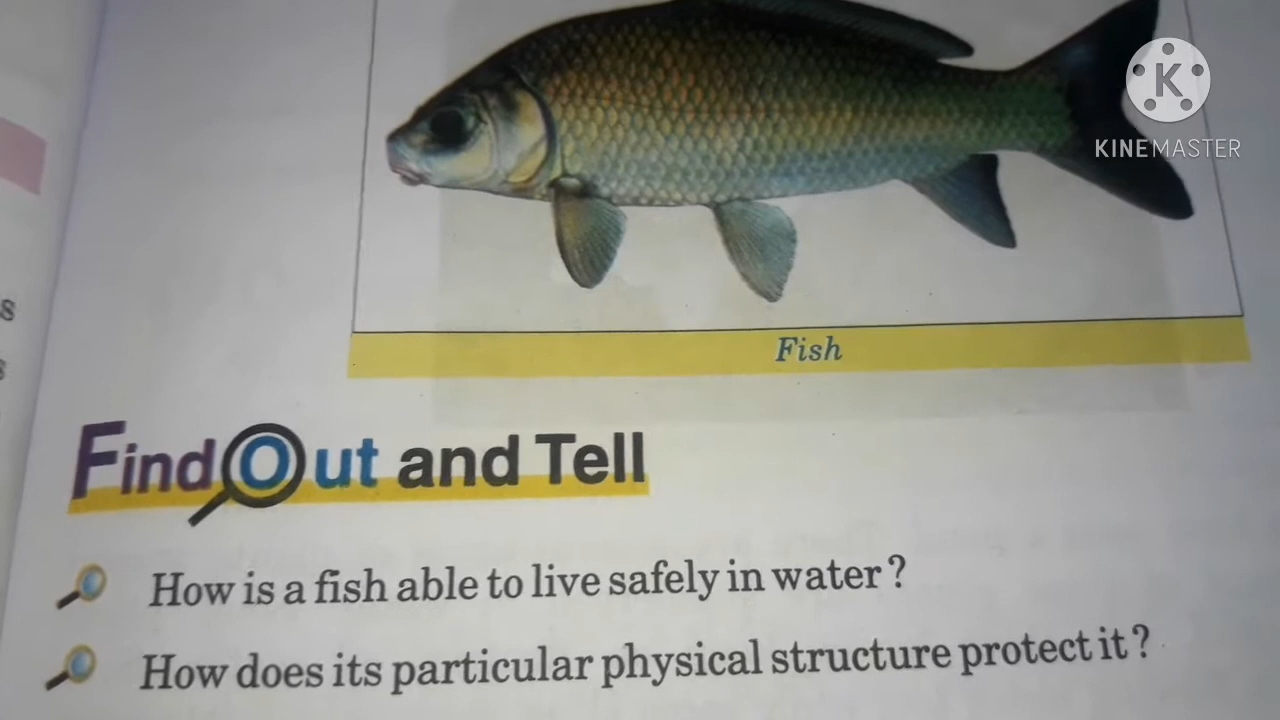 K
KINEMASTER
Fish
s
s
Find Out and Tell
How is a fish able to live safely in water?
How does its particular physical structure protect it?